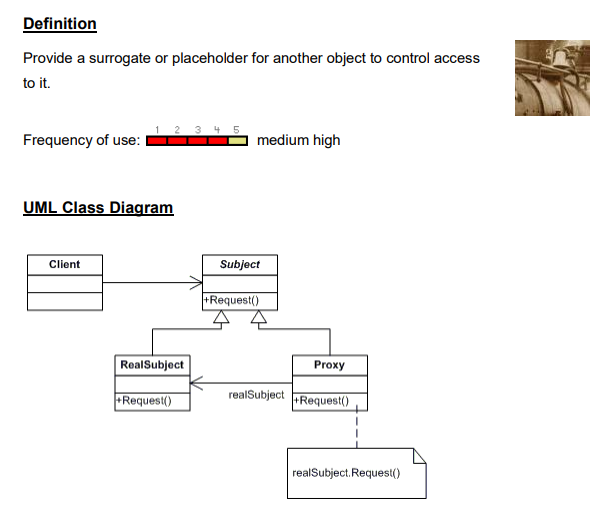 Definition
Provide a surrogate or placeholder for another object to control access
to it.
1 2 3 4 5
Frequency of use: medium high
UML Class Diagram
Client
Subject
+Request()
RealSubject
+Request()
Proxy
+Request()
realSubject
realSubject.Request()